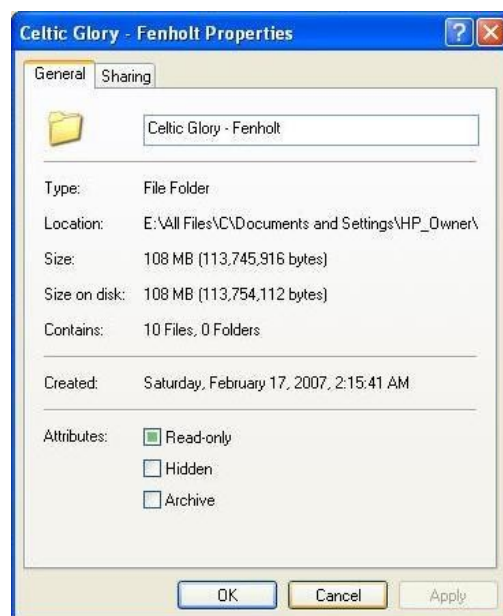 Celtic Glory - Fenholt Properties
General Sharing
Celtic Glory - Fenholt
Type: File Folder
Location: E:\All Files\C\Documents and Settings\HP_Owner\
Size: 108 MB (113,745,916 bytes)
Size on disk: 108 MB (113,754,112 bytes)
Contains: 10 Files, 0 Folders
Created: Saturday, February 17, 2007, 2:15:41 AM
Attributes: Read-only
Hidden
Archive
OK Cancel Apply